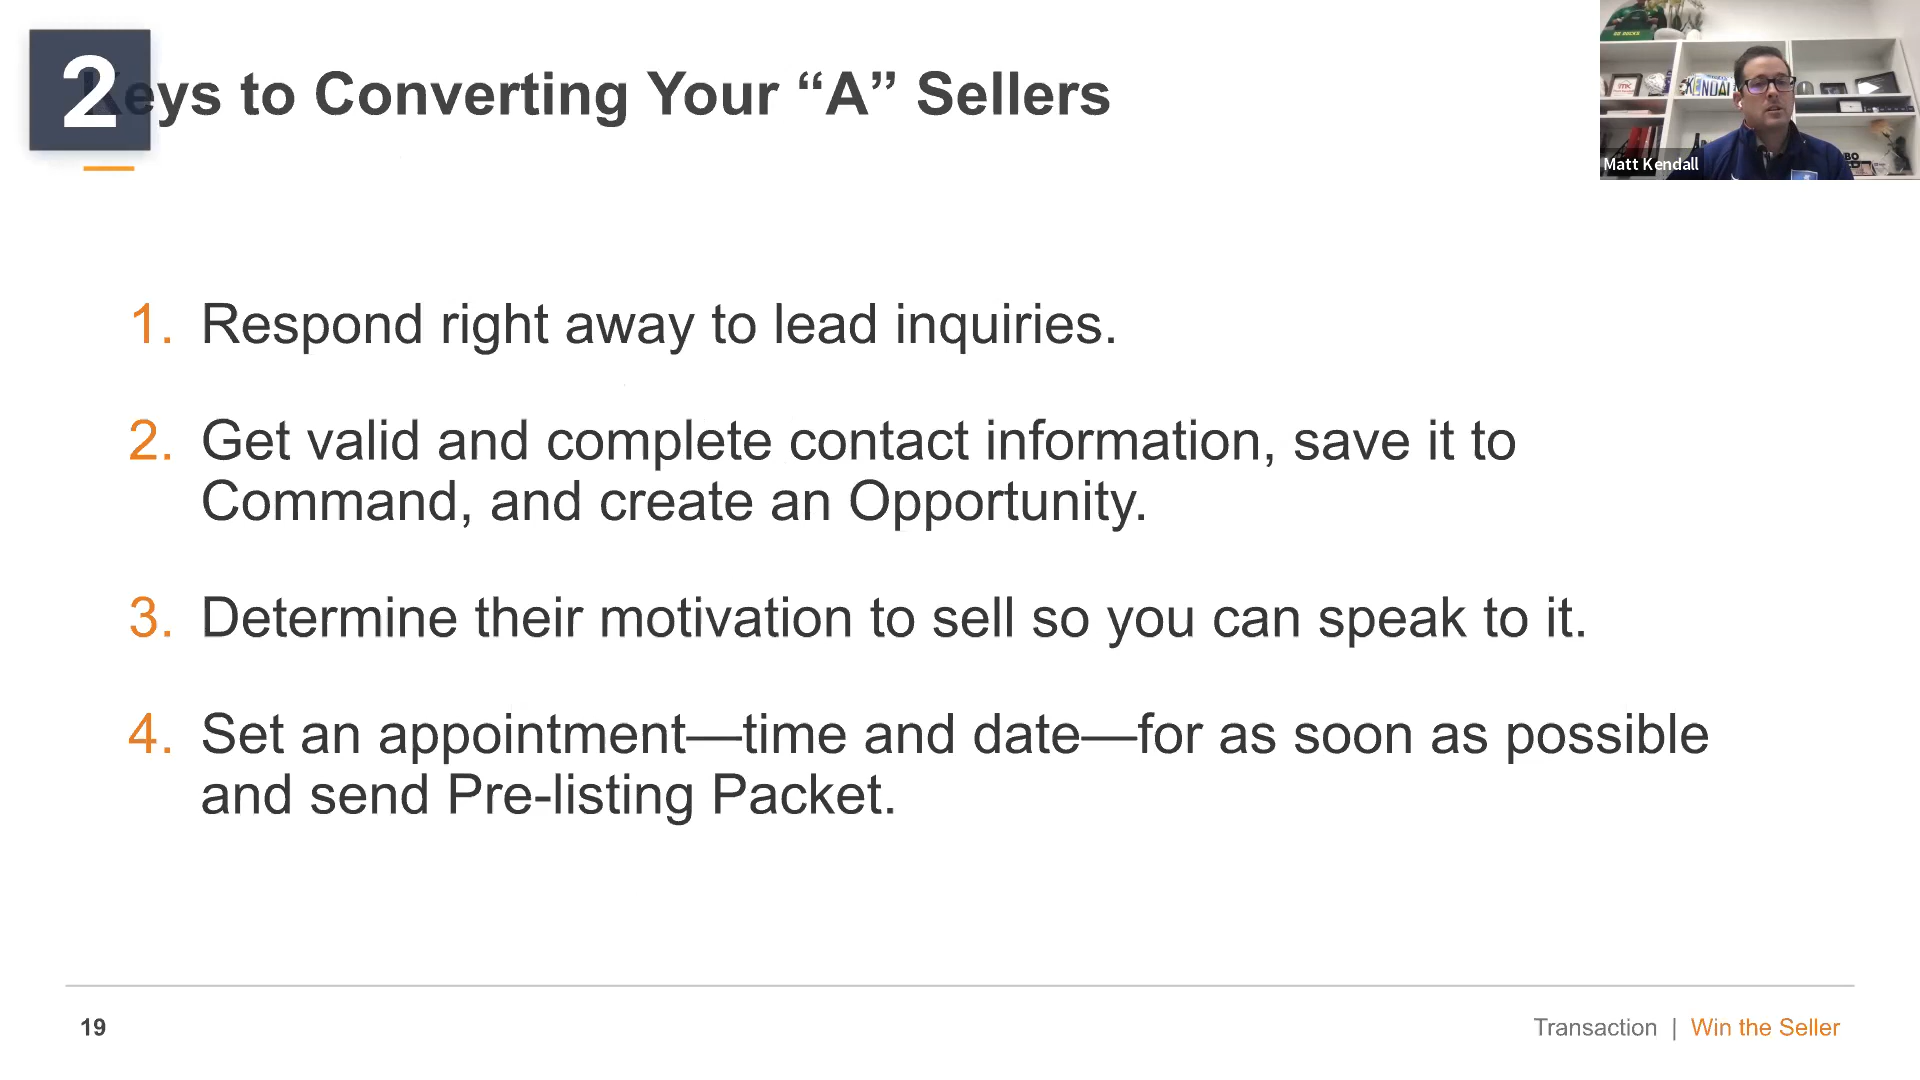 2
Keys to Converting Your “A” Sellers
GO DUCKS
KENDAL
Matt Kendall
1. Respond right away to lead inquiries.
2. Get valid and complete contact information, save it to
Command, and create an Opportunity.
3. Determine their motivation to sell so you can speak to it.
4. Set an appointment—time and date—for as soon as possible
and send Pre-listing Packet.
19
Transaction | Win the Seller